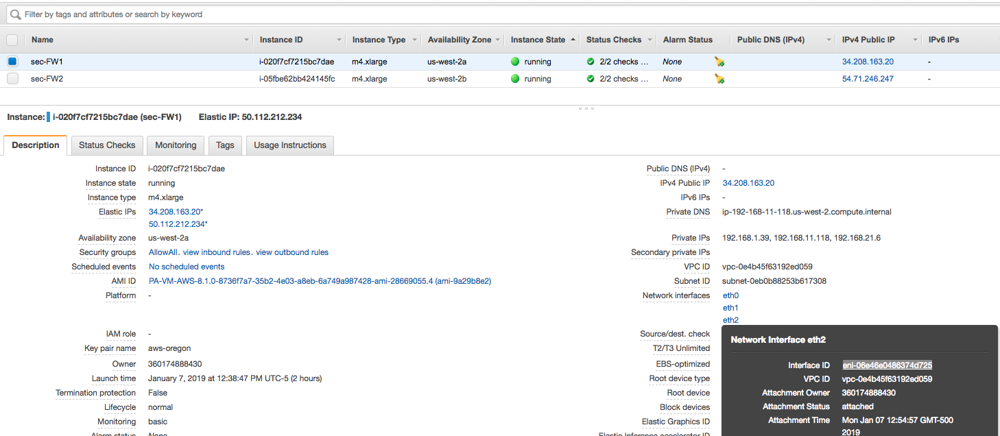 Filter by tags and attributes or search by keyword
Name Instance ID Instance Type Availability Zone Instance State Status Checks Alarm Status Public DNS (IPv4) IPv4 Public IP IPv6 IPs
sec-FW1 i-020f7cf7215bc7dae m4.xlarge us-west-2a running 2/2 checks ... None 34.208.163.20 -
sec-FW2 i-05fbe62bb424145fc m4.xlarge us-west-2b running 2/2 checks ... None 54.71.246.247 -
Instance: i-020f7cf7215bc7dae (sec-FW1) Elastic IP: 50.112.212.234
Description Status Checks Monitoring Tags Usage Instructions
Instance ID i-020f7cf7215bc7dae Public DNS (IPv4) -
Instance state running IPv4 Public IP 34.208.163.20
Instance type m4.xlarge IPv6 IPs -
Elastic IPs 34.208.163.20* Private DNS ip-192-168-11-118.us-west-2.compute.internal
50.112.212.234*
Availability zone us-west-2a Private IPs 192.168.1.39, 192.168.11.118, 192.168.21.6
Security groups AllowAll. view inbound rules. view outbound rules Secondary private IPs
Scheduled events No scheduled events VPC ID vpc-0e4b45f63192ed059
AMI ID PA-VM-AWS-8.1.0-8736f7a7-35b2-4e03-a8eb-6a749a987428-ami-28669055.4 (ami-9a29b8e2) Subnet ID subnet-0eb0b88253b617308
Platform - Network interfaces eth0
eth1
eth2
IAM role - Source/dest. check
Key pair name aws-oregon T2/T3 Unlimited
Owner 360174888430 EBS-optimized
Launch time January 7, 2019 at 12:38:47 PM UTC-5 (2 hours) Root device type
Termination protection False Root device
Lifecycle normal Block devices
Monitoring basic Elastic Graphics ID
Alarm status None Elastic Inference accelerator ID
Network Interface eth2
Interface ID eni-06e46e0486374d725
VPC ID vpc-0e4b45f63192ed059
Attachment Owner 360174888430
Attachment Status attached
Attachment Time Mon Jan 07 12:54:57 GMT-500
2019